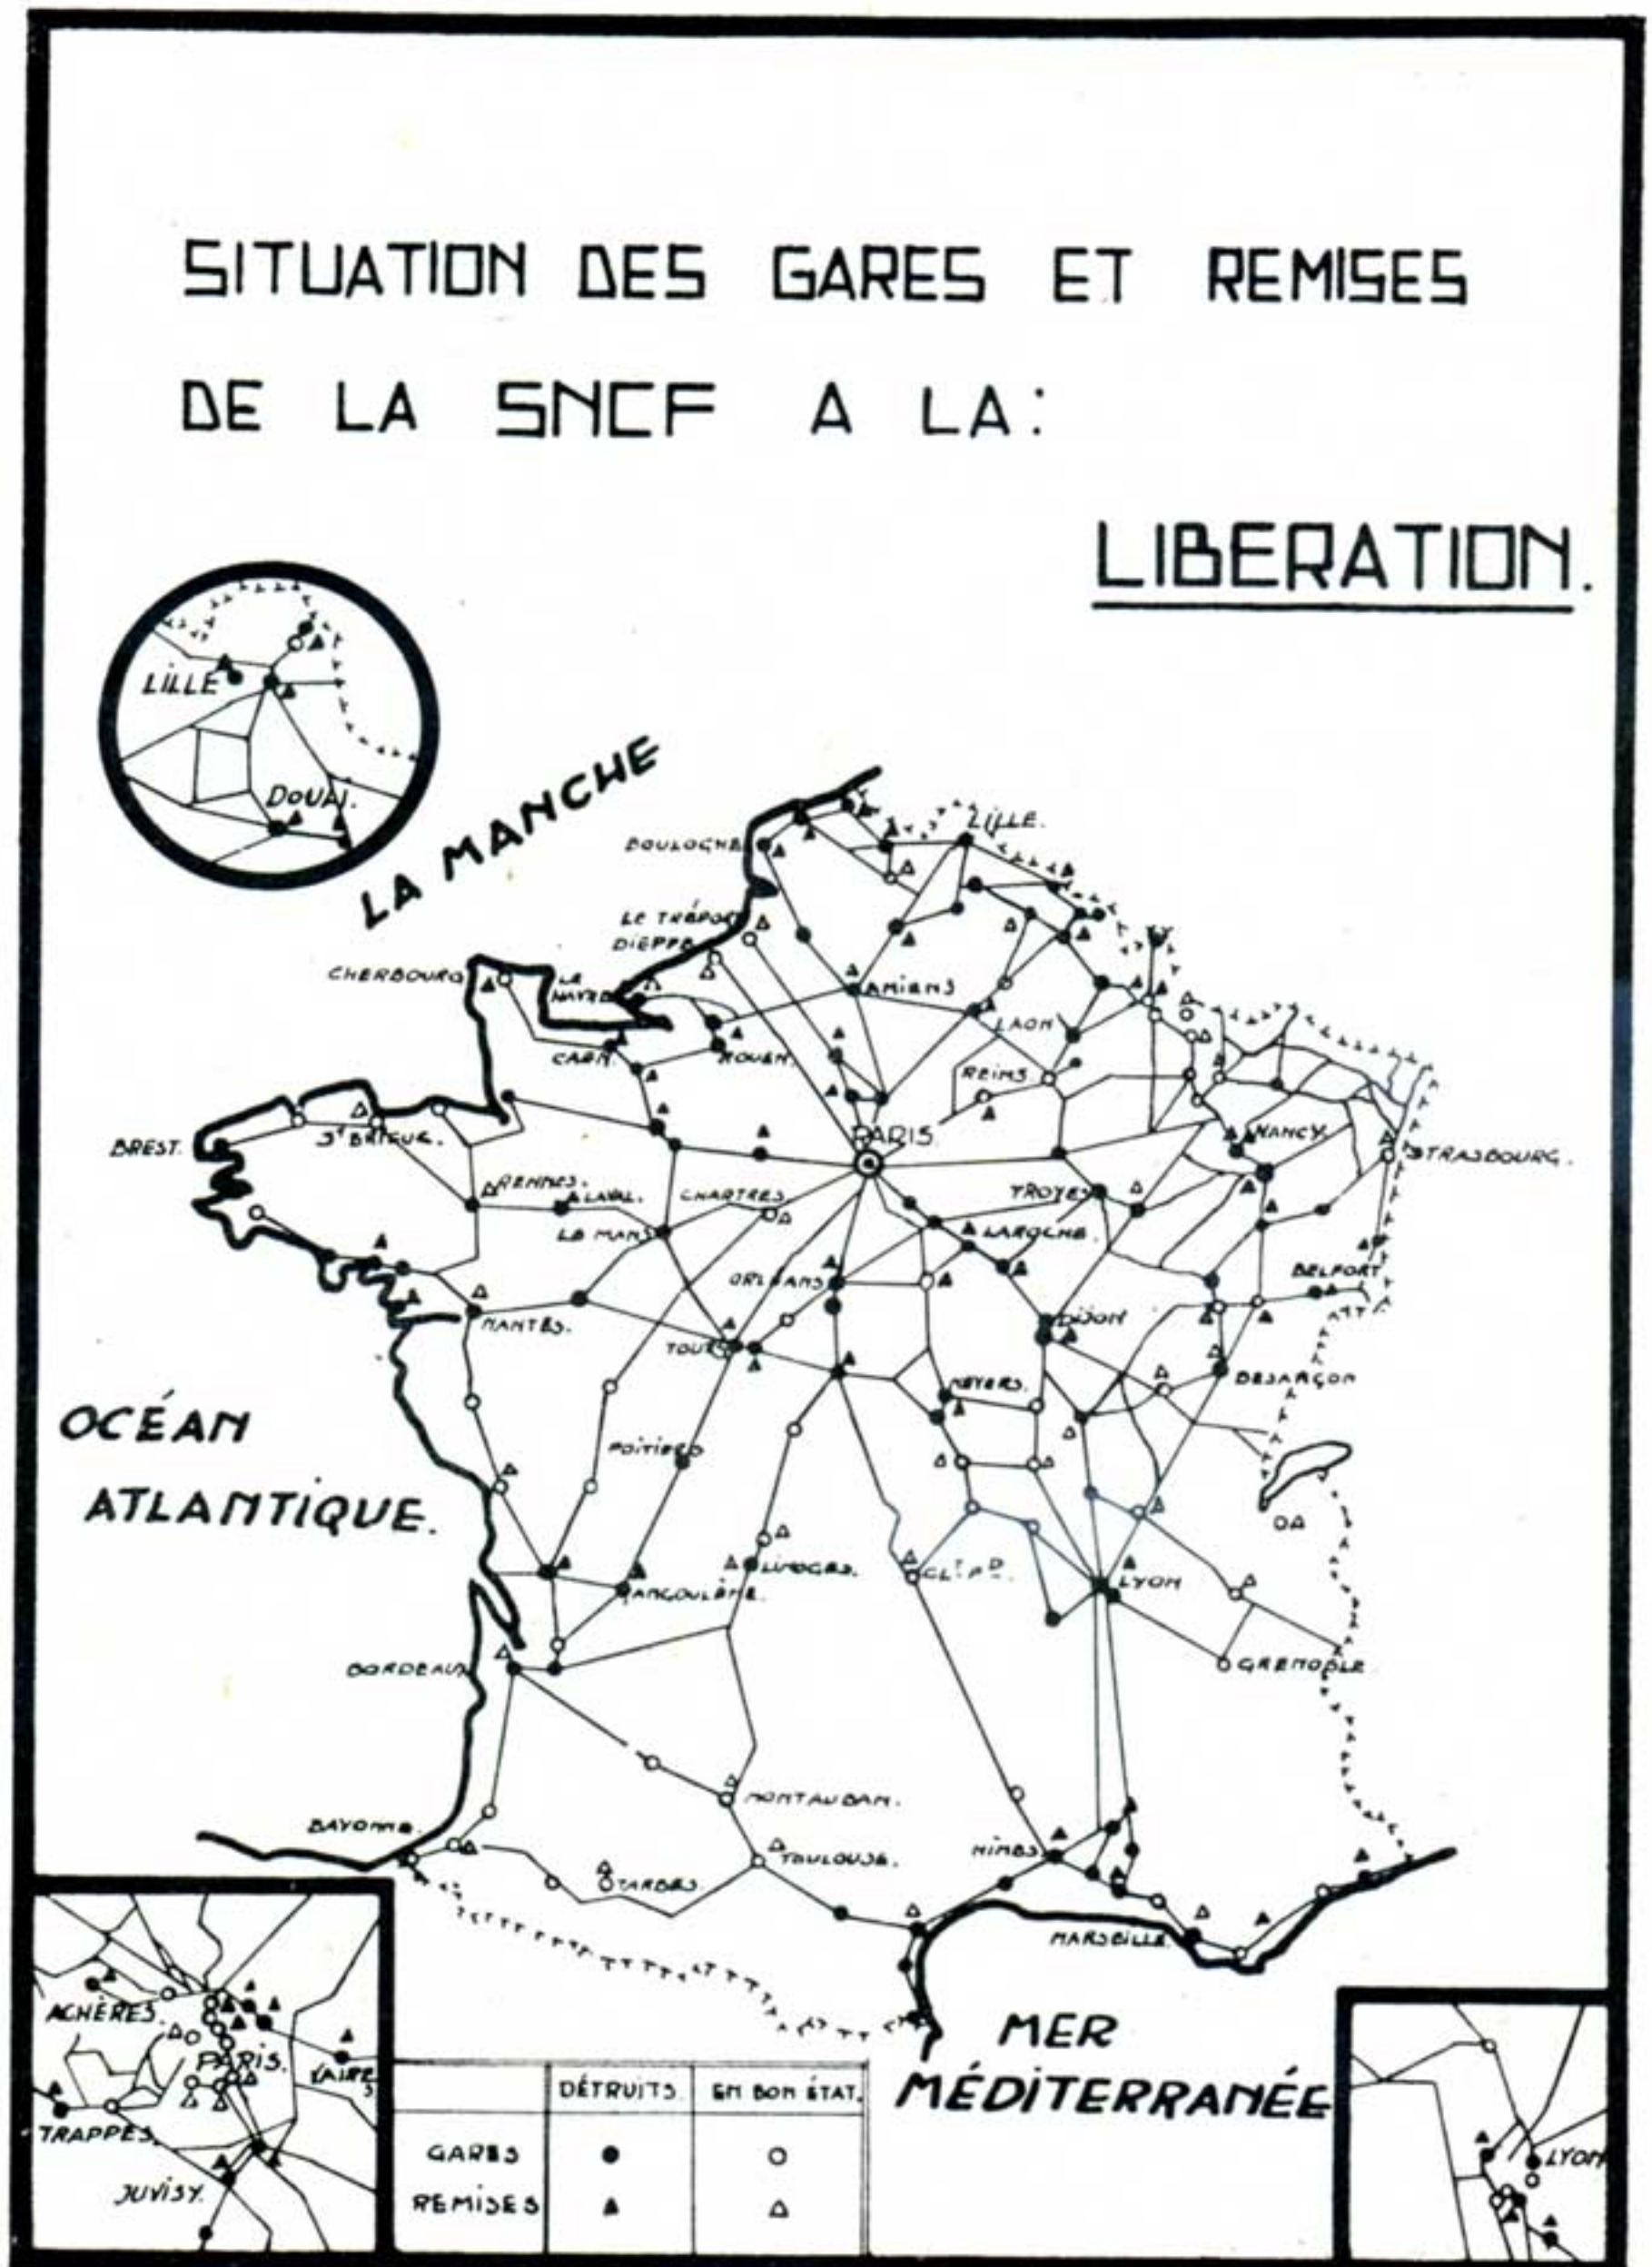 SITUATION DES GARES ET REMISES
DE LA SNCF A LA:
LIBERATION.
LILLE
DOUAI.
LA MANCHE
BOULOGNE
LILLE.
LE TRÉPORT
DIEPPE
CHERBOURG
LE HAVRE
AMIENS
LAON
CAEN
ROUEN.
REIMS
PARIS.
NANCY.
STRASBOURG.
BREST.
ST BRIEUC.
RENNES.
LAVAL.
CHARTRES
TROYES
LE MANS
LAROCHE.
ORLÉANS
BELFORT
NANTES.
TOURS
DIJON
NEVERS.
BESANÇON
OCÉAN
ATLANTIQUE.
POITIERS
LIMOGES.
CLT FD.
LYON
ANGOULÊME.
BORDEAUX
GRENOBLE
MONTAUBAN.
BAYONNE.
TOULOUSE.
NÎMES
TARBES.
MARSEILLE.
MER
MÉDITERRANÉE
ACHÈRES.
PARIS.
VAIRES
TRAPPES.
JUVISY.
DÉTRUITS. EN BON ÉTAT.
GARES
REMISES
LYON